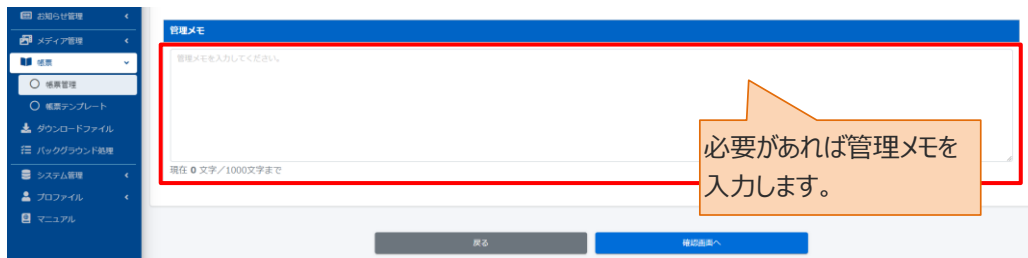 お知らせ管理
メディア管理
帳票
帳票管理
帳票テンプレート
ダウンロードファイル
バックグラウンド処理
システム管理
プロファイル
マニュアル
管理メモ
管理メモを入力してください。
現在 0 文字／1000文字まで
必要があれば管理メモを
入力します。
戻る
確認画面へ